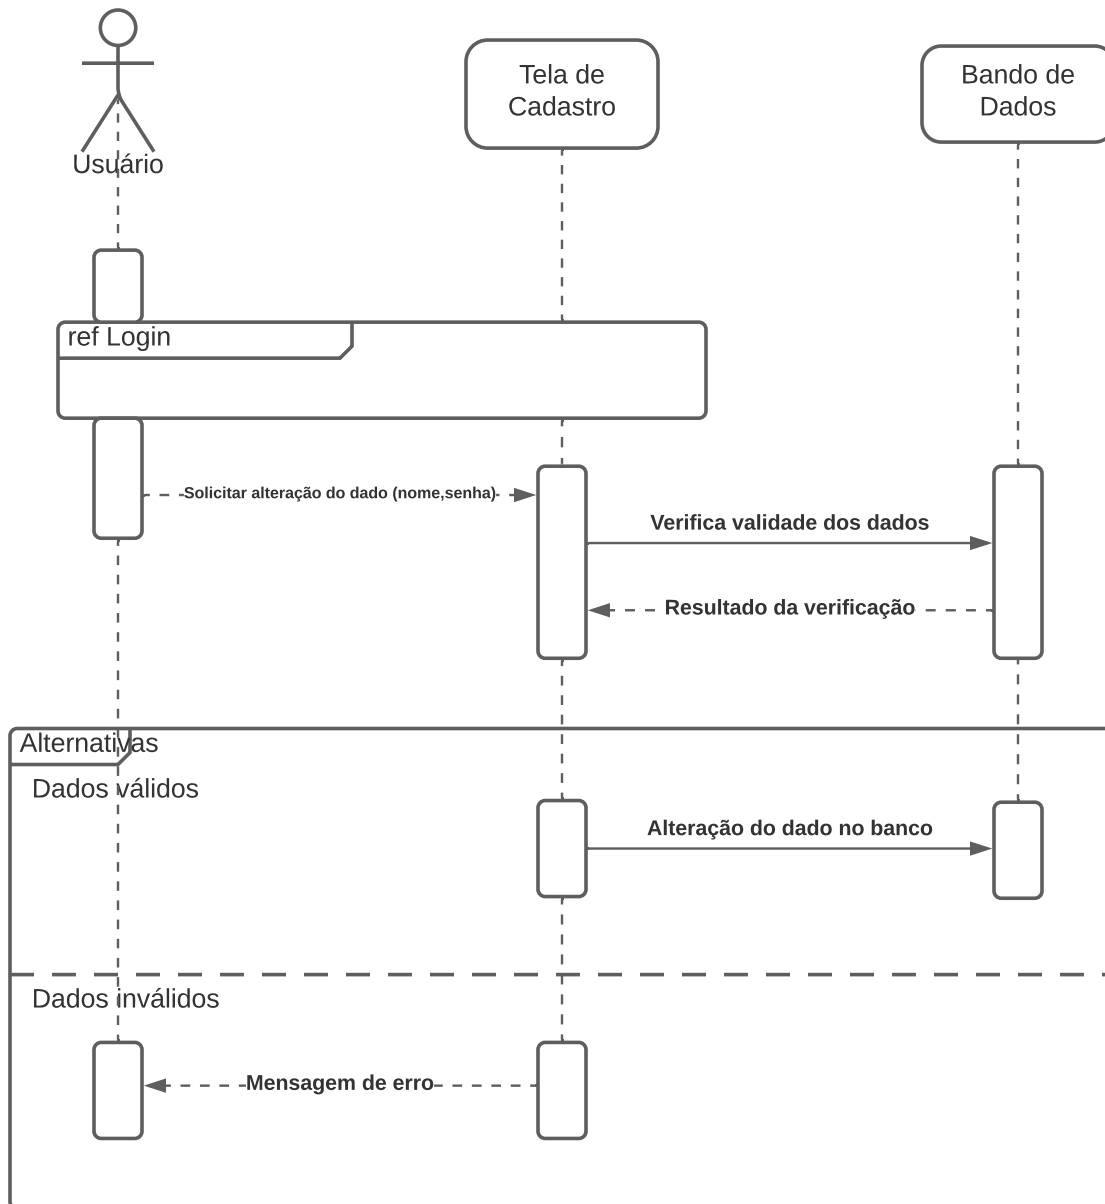 Usuário
Tela de
Cadastro
Bando de
Dados
ref Login
Solicitar alteração do dado (nome,senha)
Verifica validade dos dados
Resultado da verificação
Alternativas
Dados válidos
Alteração do dado no banco
Dados inválidos
Mensagem de erro